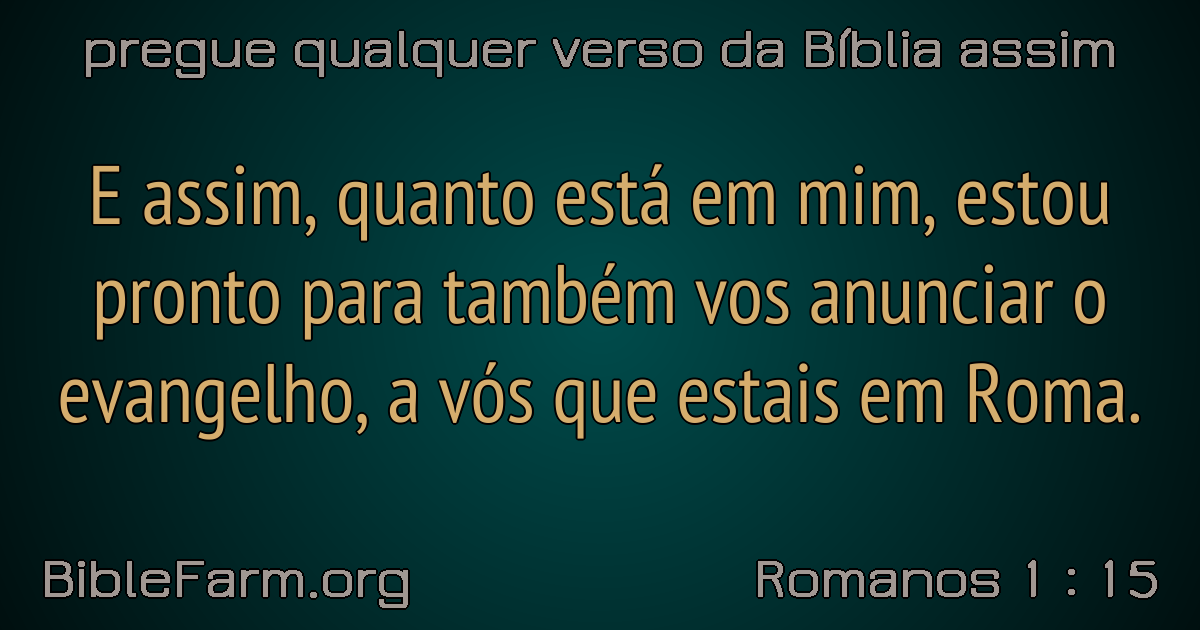 pregue qualquer verso da Bíblia assim
E assim, quanto está em mim, estou
pronto para também vos anunciar o
evangelho, a vós que estais em Roma.
BibleFarm.org
Romanos 1 : 15